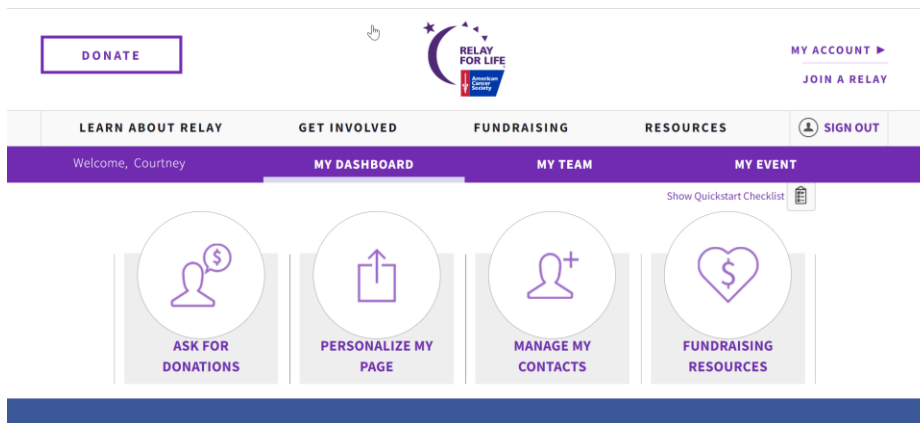 DONATE
RELAY
FOR LIFE
American
Cancer
Society
MY ACCOUNT ▶
JOIN A RELAY
LEARN ABOUT RELAY GET INVOLVED FUNDRAISING RESOURCES SIGN OUT
Welcome, Courtney MY DASHBOARD MY TEAM MY EVENT
Show Quickstart Checklist
$ $
ASK FOR PERSONALIZE MY MANAGE MY FUNDRAISING
DONATIONS PAGE CONTACTS RESOURCES